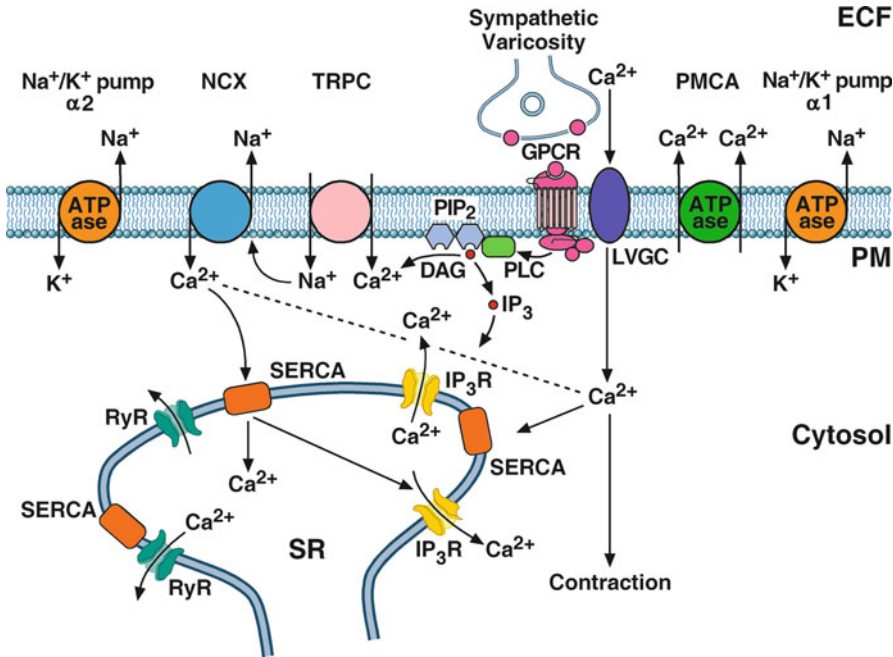 Sympathetic
Varicosity
ECF
Na⁺/K⁺ pump
α2
NCX
TRPC
Ca²⁺
PMCA
Na⁺/K⁺ pump
α1
Na⁺
Na⁺
Ca²⁺
Ca²⁺
Na⁺
GPCR
ATP
ase
PIP₂
ATP
ase
ATP
ase
K⁺
Ca²⁺
Na⁺
Ca²⁺
DAG
PLC
LVGC
K⁺
PM
IP₃
Ca²⁺
SERCA
IP₃R
Ca²⁺
RyR
Ca²⁺
Cytosol
Ca²⁺
SERCA
SERCA
Ca²⁺
SR
IP₃R
Ca²⁺
RyR
Contraction